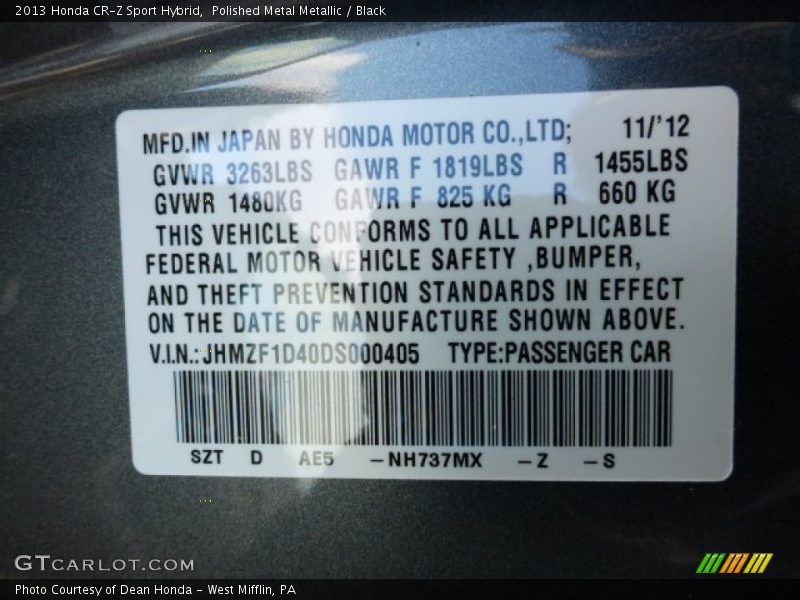 2013 Honda CR-Z Sport Hybrid,  Polished Metal Metallic / Black
MFD.IN JAPAN BY HONDA MOTOR CO.,LTD; 11/'12
GVWR 3263LBS GAWR F 1819LBS R 1455LBS
GVWR 1480KG GAWR F 825 KG R 660 KG
THIS VEHICLE CONFORMS TO ALL APPLICABLE
FEDERAL MOTOR VEHICLE SAFETY ,BUMPER,
AND THEFT PREVENTION STANDARDS IN EFFECT
ON THE DATE OF MANUFACTURE SHOWN ABOVE.
V.I.N.:JHMZF1D40DS000405 TYPE:PASSENGER CAR
SZT D AE5 -NH737MX -Z -S
GTCARLOT.COM
Photo Courtesy of Dean Honda - West Mifflin, PA